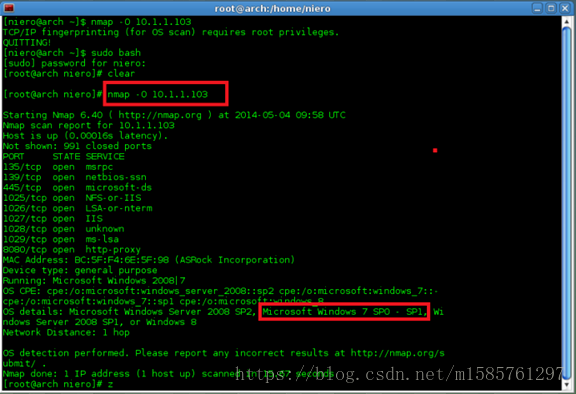 root@arch:/home/niero
[niero@arch ~]$ nmap -O 10.1.1.103
TCP/IP fingerprinting (for OS scan) requires root privileges.
QUITTING!
[niero@arch ~]$ sudo bash
[sudo] password for niero:
[root@arch niero]# clear
[root@arch niero]# nmap -O 10.1.1.103
Starting Nmap 6.40 ( http://nmap.org ) at 2014-05-04 09:58 UTC
Nmap scan report for 10.1.1.103
Host is up (0.00016s latency).
Not shown: 991 closed ports
PORT STATE SERVICE
135/tcp open msrpc
139/tcp open netbios-ssn
445/tcp open microsoft-ds
1025/tcp open NFS-or-IIS
1026/tcp open LSA-or-nterm
1027/tcp open IIS
1028/tcp open unknown
1029/tcp open ms-lsa
8080/tcp open http-proxy
MAC Address: BC:5F:F4:6E:5F:98 (ASRock Incorporation)
Device type: general purpose
Running: Microsoft Windows 2008|7
OS CPE: cpe:/o:microsoft:windows_server_2008::sp2 cpe:/o:microsoft:windows_7::-
cpe:/o:microsoft:windows_7::sp1 cpe:/o:microsoft:windows_8
OS details: Microsoft Windows Server 2008 SP2, Microsoft Windows 7 SP0 - SP1, Wi
ndows Server 2008 SP1, or Windows 8
Network Distance: 1 hop
OS detection performed. Please report any incorrect results at http://nmap.org/s
ubmit/ .
Nmap done: 1 IP address (1 host up) scanned in seconds
[root@arch niero]# z
https://blog.csdn.net/m1585761297